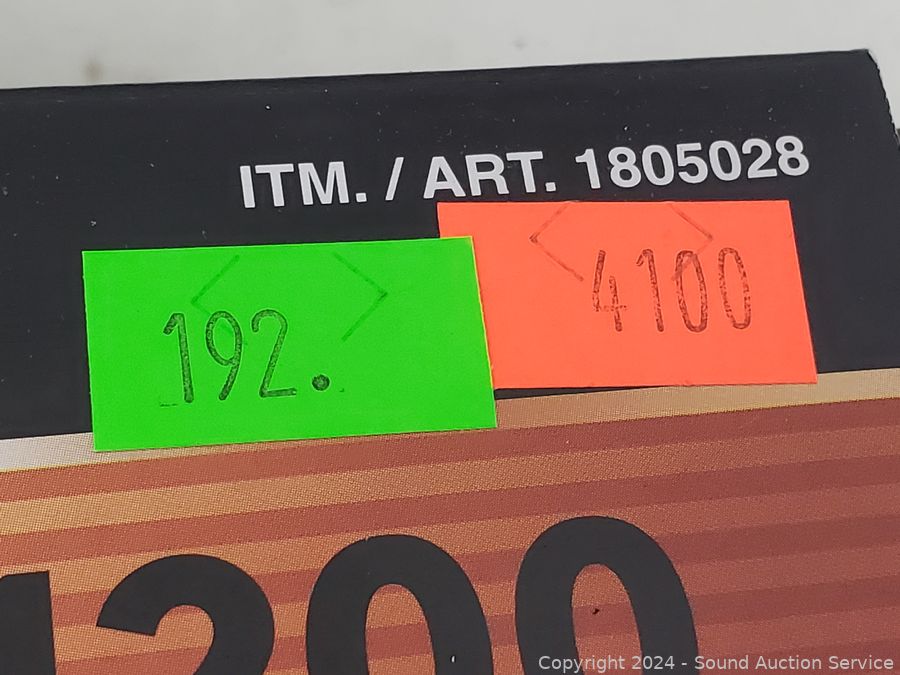 ITM. / ART. 1805028
4100
192.
1200
Copyright 2024 - Sound Auction Service